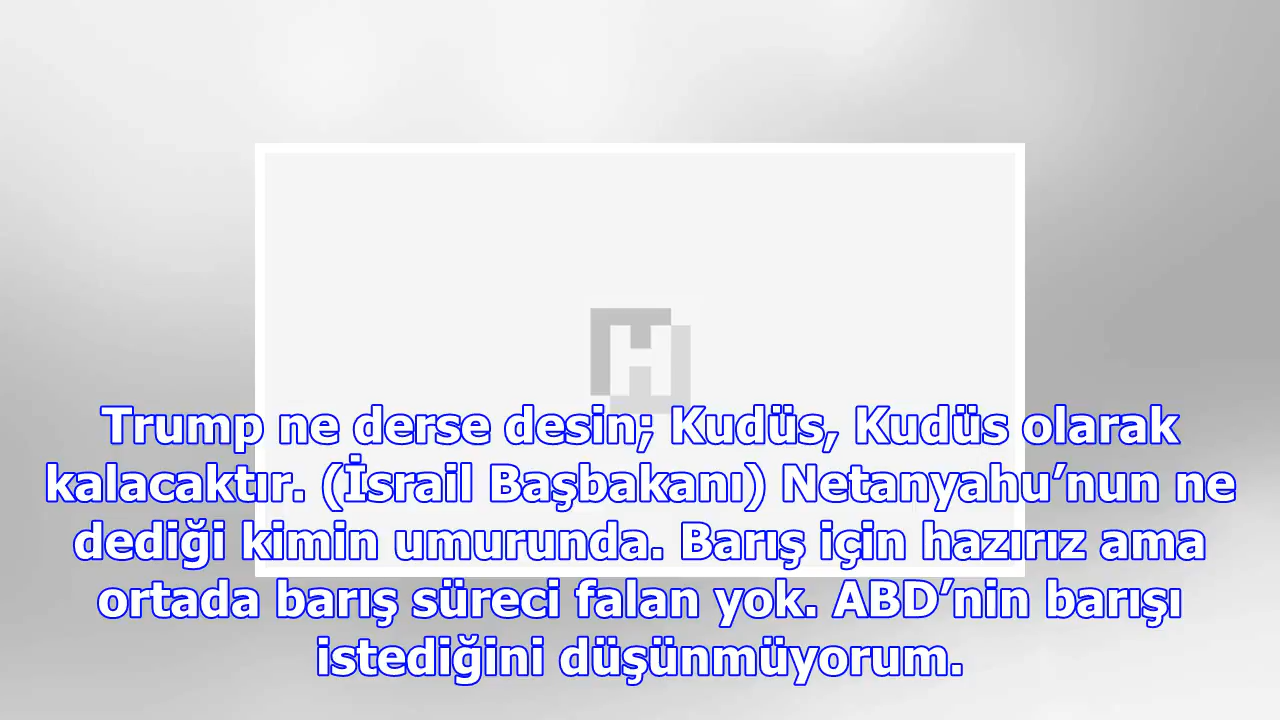 H
Trump ne derse desin; Kudüs, Kudüs olarak
kalacaktır. (İsrail Başbakanı) Netanyahu’nun ne
dediği kimin umurunda. Barış için hazırız ama
ortada barış süreci falan yok. ABD’nin barışı
istediğini düşünmüyorum.